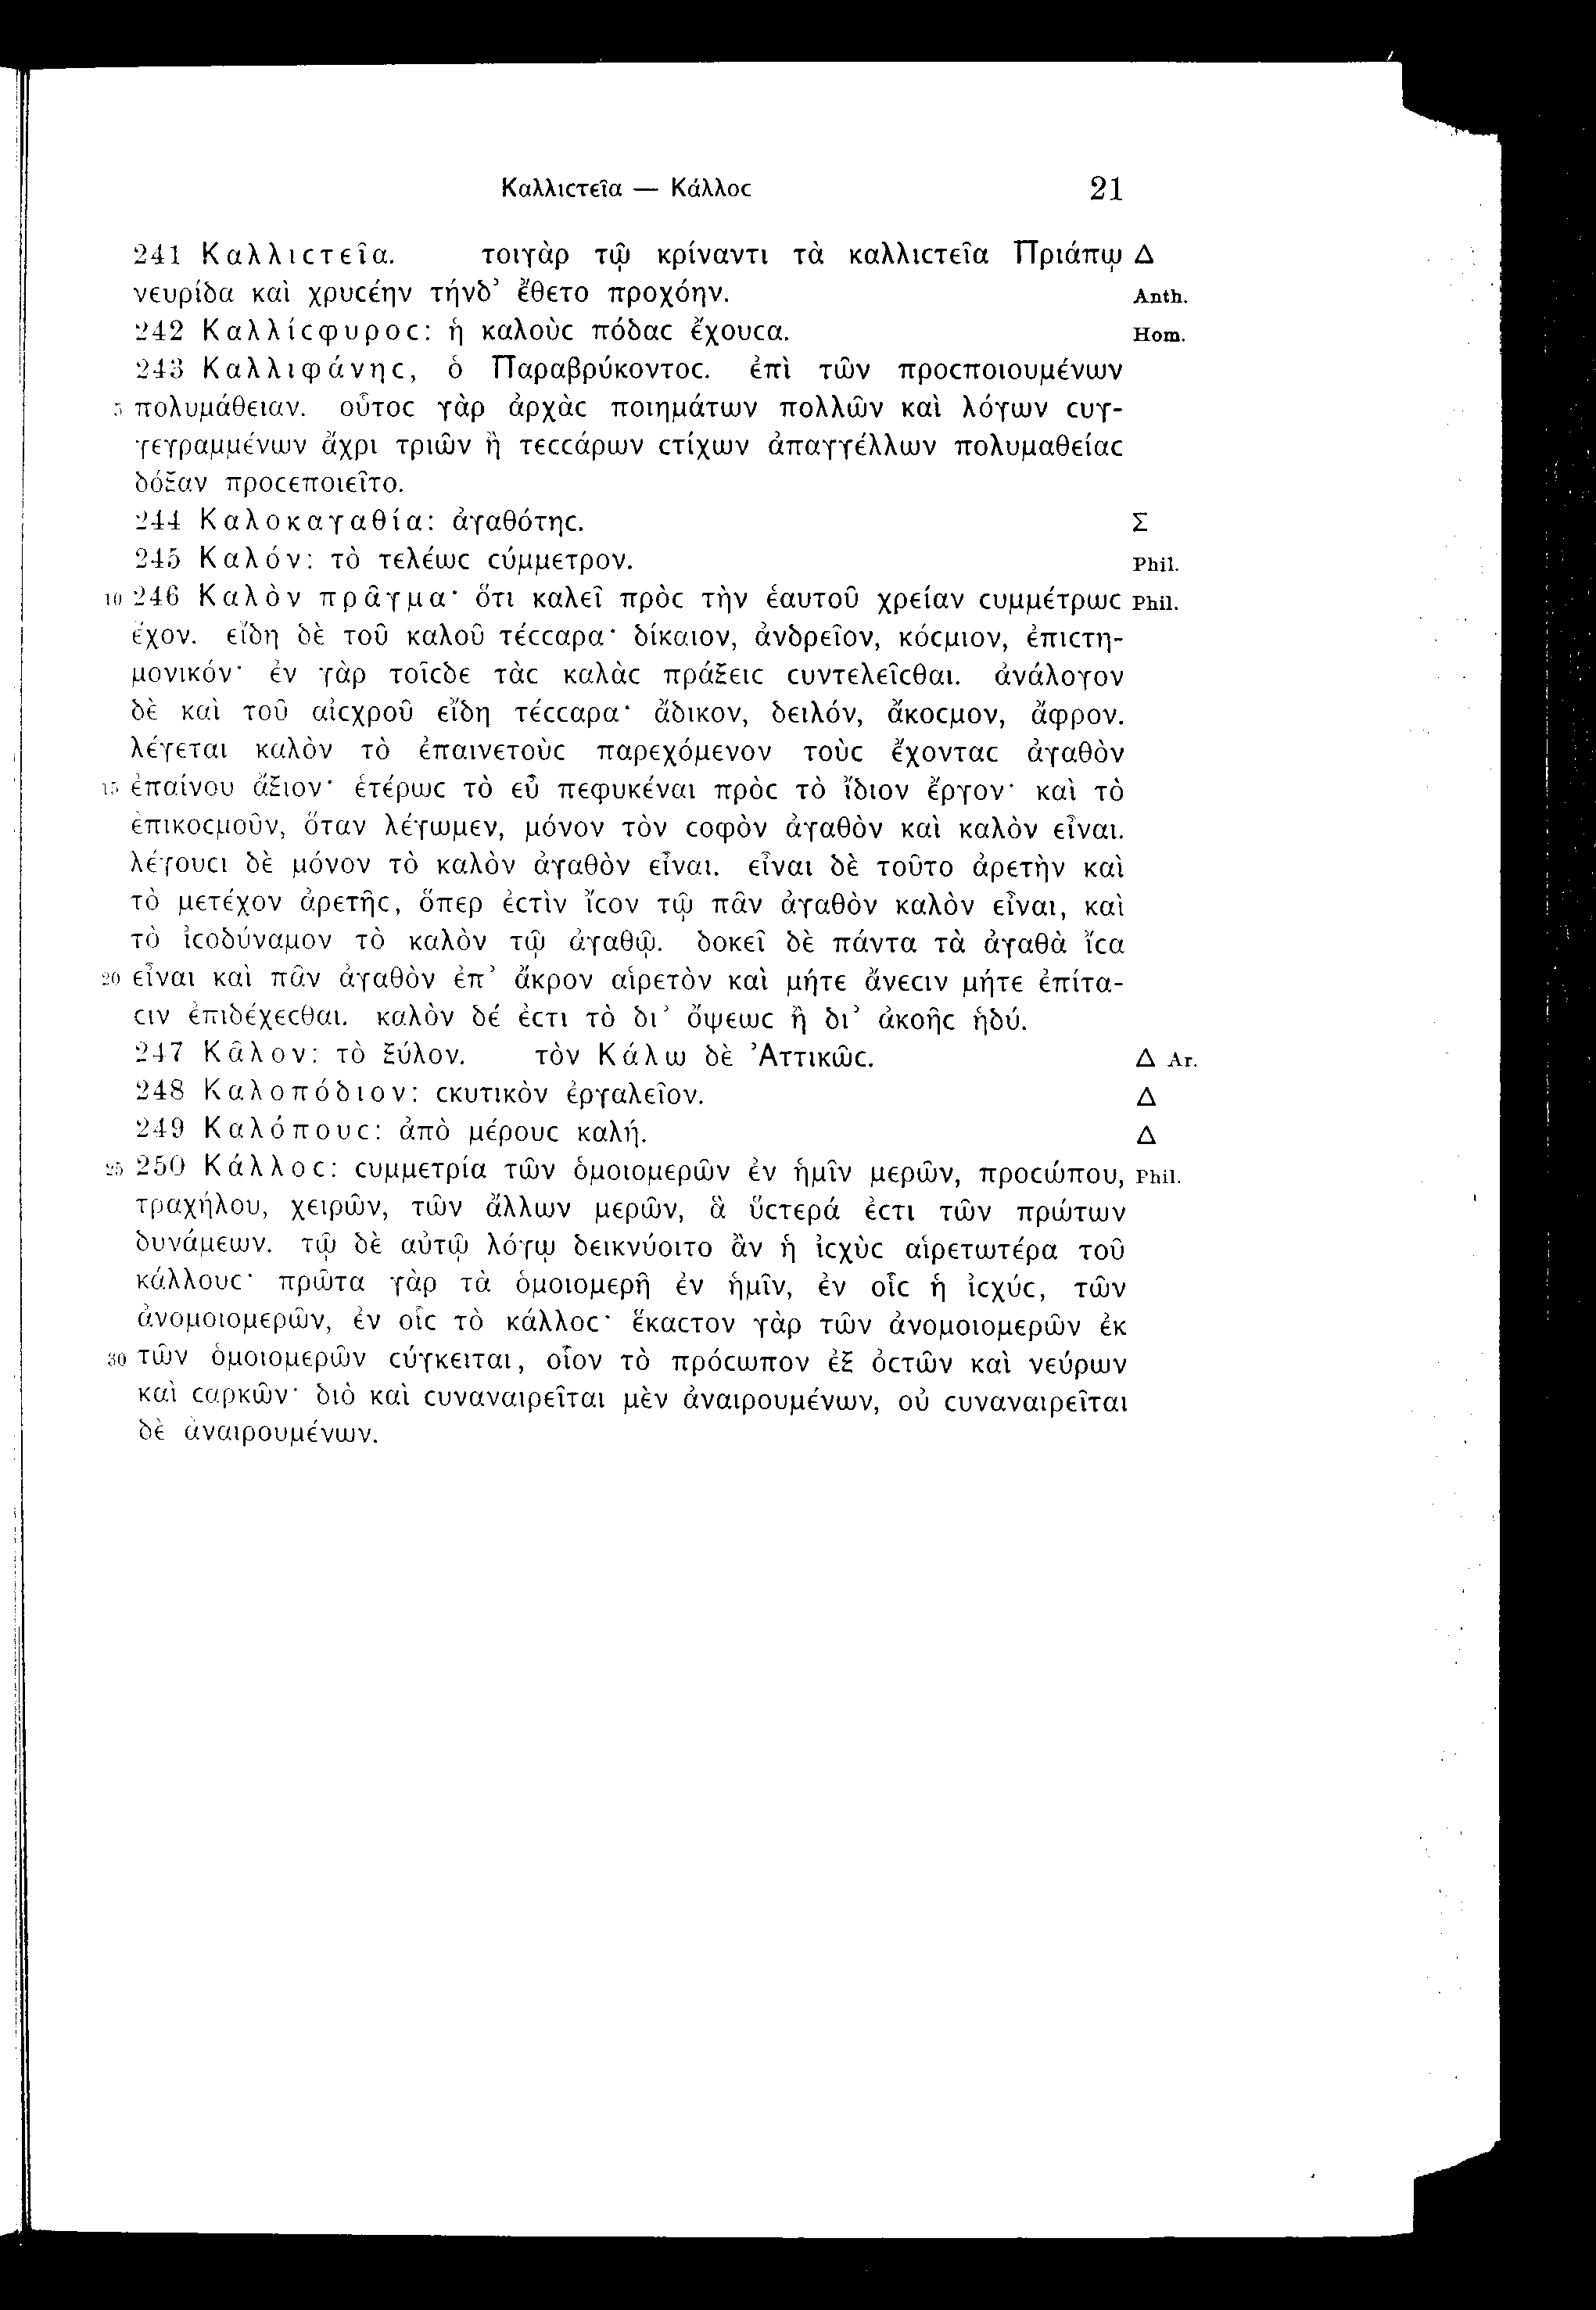 Καλλιϲτεῖα — Κάλλοϲ 21
241 Καλλιϲτεῖα. τοιγὰρ τῷ κρίναντι τὰ καλλιϲτεῖα Πριάπῳ Δ
νευρίδα καὶ χρυϲέην τήνδ’ ἔθετο προχόην. Anth.
242 Καλλίϲφυροϲ: ἡ καλοὺϲ πόδαϲ ἔχουϲα. Hom.
243 Καλλιφάνηϲ, ὁ Παραβρύκοντοϲ. ἐπὶ τῶν προϲποιουμένων
5 πολυμάθειαν. οὗτοϲ γὰρ ἀρχὰϲ ποιημάτων πολλῶν καὶ λόγων ϲυγ-
γεγραμμένων ἄχρι τριῶν ἢ τεϲϲάρων ϲτίχων ἀπαγγέλλων πολυμαθείαϲ
δόξαν προϲεποιεῖτο.
244 Καλοκαγαθία: ἀγαθότηϲ. Σ
245 Καλόν: τὸ τελέωϲ ϲύμμετρον. Phil.
10 246 Καλὸν πρᾶγμα· ὅτι καλεῖ πρὸϲ τὴν ἑαυτοῦ χρείαν ϲυμμέτρωϲ Phil.
ἔχον. εἴδη δὲ τοῦ καλοῦ τέϲϲαρα· δίκαιον, ἀνδρεῖον, κόϲμιον, ἐπιϲτη-
μονικόν· ἐν γὰρ τοῖϲδε τὰϲ καλὰϲ πράξειϲ ϲυντελεῖϲθαι. ἀνάλογον
δὲ καὶ τοῦ αἰϲχροῦ εἴδη τέϲϲαρα· ἄδικον, δειλόν, ἄκοϲμον, ἄφρον.
λέγεται καλὸν τὸ ἐπαινετοὺϲ παρεχόμενον τοὺϲ ἔχονταϲ ἀγαθὸν
15 ἐπαίνου ἄξιον· ἑτέρωϲ τὸ εὖ πεφυκέναι πρὸϲ τὸ ἴδιον ἔργον· καὶ τὸ
ἐπικοϲμοῦν, ὅταν λέγωμεν, μόνον τὸν ϲοφὸν ἀγαθὸν καὶ καλὸν εἶναι.
λέγουϲι δὲ μόνον τὸ καλὸν ἀγαθὸν εἶναι. εἶναι δὲ τοῦτο ἀρετὴν καὶ
τὸ μετέχον ἀρετῆϲ, ὅπερ ἐϲτὶν ἴϲον τῷ πᾶν ἀγαθὸν καλὸν εἶναι, καὶ
τὸ ἰϲοδύναμον τὸ καλὸν τῷ ἀγαθῷ. δοκεῖ δὲ πάντα τὰ ἀγαθὰ ἴϲα
20 εἶναι καὶ πᾶν ἀγαθὸν ἐπ’ ἄκρον αἱρετὸν καὶ μήτε ἄνεϲιν μήτε ἐπίτα-
ϲιν ἐπιδέχεϲθαι. καλὸν δέ ἐϲτι τὸ δι’ ὄψεωϲ ἢ δι’ ἀκοῆϲ ἡδύ.
247 Κᾶλον: τὸ ξύλον. τὸν Κάλω δὲ Ἀττικῶϲ. Δ Ar.
248 Καλοπόδιον: ϲκυτικὸν ἐργαλεῖον. Δ
249 Καλόπουϲ: ἀπὸ μέρουϲ καλή. Δ
25 250 Κάλλοϲ: ϲυμμετρία τῶν ὁμοιομερῶν ἐν ἡμῖν μερῶν, προϲώπου, Phil.
τραχήλου, χειρῶν, τῶν ἄλλων μερῶν, ἃ ὕϲτερά ἐϲτι τῶν πρώτων
δυνάμεων. τῷ δὲ αὐτῷ λόγῳ δεικνύοιτο ἂν ἡ ἰϲχὺϲ αἱρετωτέρα τοῦ
κάλλουϲ· πρῶτα γὰρ τὰ ὁμοιομερῆ ἐν ἡμῖν, ἐν οἷϲ ἡ ἰϲχύϲ, τῶν
ἀνομοιομερῶν, ἐν οἷϲ τὸ κάλλοϲ· ἕκαϲτον γὰρ τῶν ἀνομοιομερῶν ἐκ
30 τῶν ὁμοιομερῶν ϲύγκειται, οἷον τὸ πρόϲωπον ἐξ ὀϲτῶν καὶ νεύρων
καὶ ϲαρκῶν· διὸ καὶ ϲυναναιρεῖται μὲν ἀναιρουμένων, οὐ ϲυναναιρεῖται
δὲ ἀναιρουμένων.